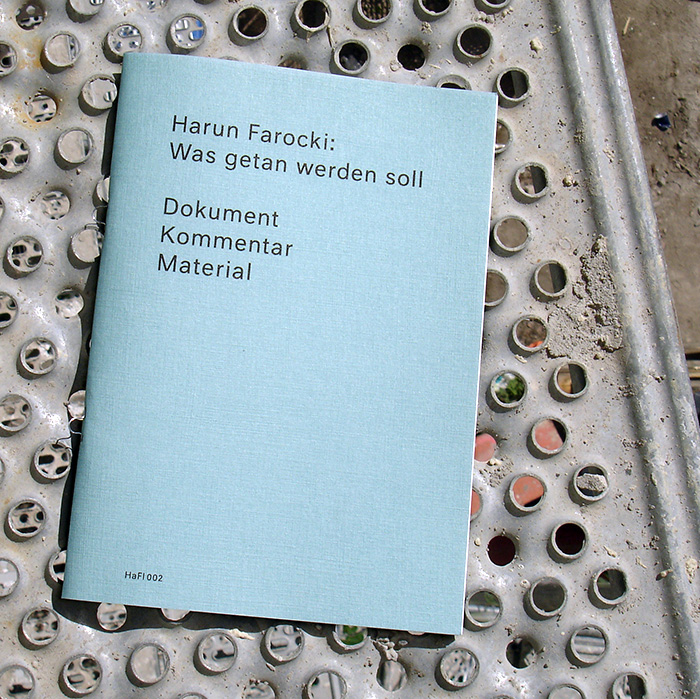 Harun Farocki:
Was getan werden soll
Dokument
Kommentar
Material
HaFI 002